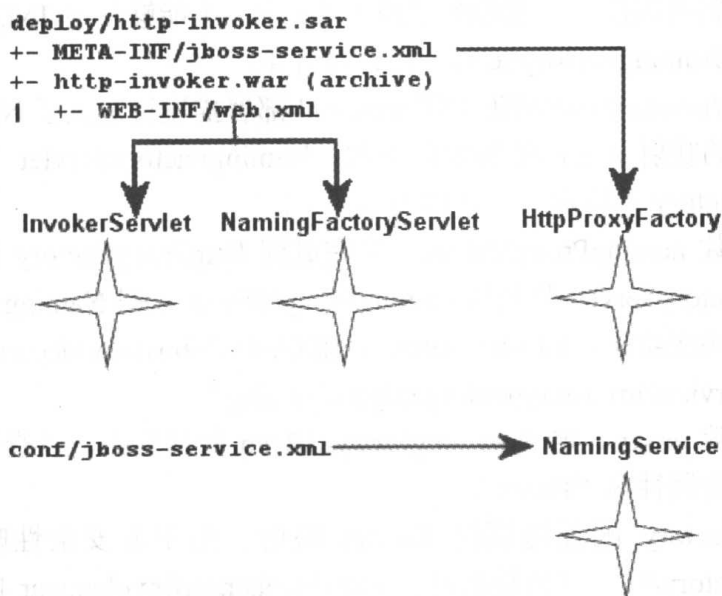 deploy/http-invoker.sar
+- META-INF/jboss-service.xml
+- http-invoker.war (archive)
| +- WEB-INF/web.xml
InvokerServlet NamingFactoryServlet HttpProxyFactory
conf/jboss-service.xml NamingService